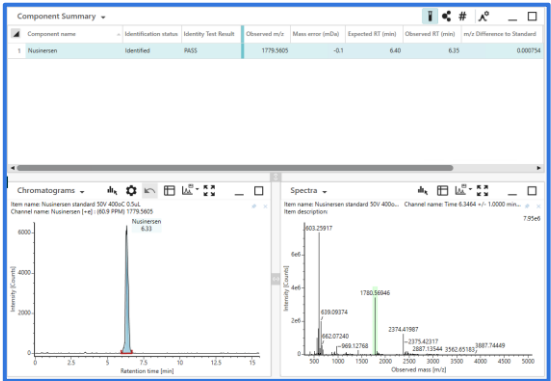 Component Summary
Component name Identification status Identity Test Result Observed m/z Mass error (mDa) Expected RT (min) Observed RT (min) m/z Difference to Standard
1 Nusinersen Identified PASS 1779.5605 -0.1 6.40 6.35 0.000754
Chromatograms
Item name: Nusinersen standard 50V 400oC 0.5uL
Channel name: Nusinersen [+e] : (60.9 PPM) 1779.5605
Nusinersen
6.33
6000
4000
2000
0
Intensity [Counts]
0 2.5 5 7.5 10 12.5 15
Retention time [min]
Spectra
Item name: Nusinersen standard 50V 400o... Channel name: Time 6.3464 +/- 1.0000 min...
Item description:
7.95e6
603.25917
6e6
1780.56946
4e6
639.09374
2e6
2374.41987
662.07240
2375.42317
969.12768
2887.13544
3562.65183
3887.74449
0
Intensity [Counts]
500 1000 1500 2000 2500 3000 3500 4000 4500 5000
Observed mass [m/z]